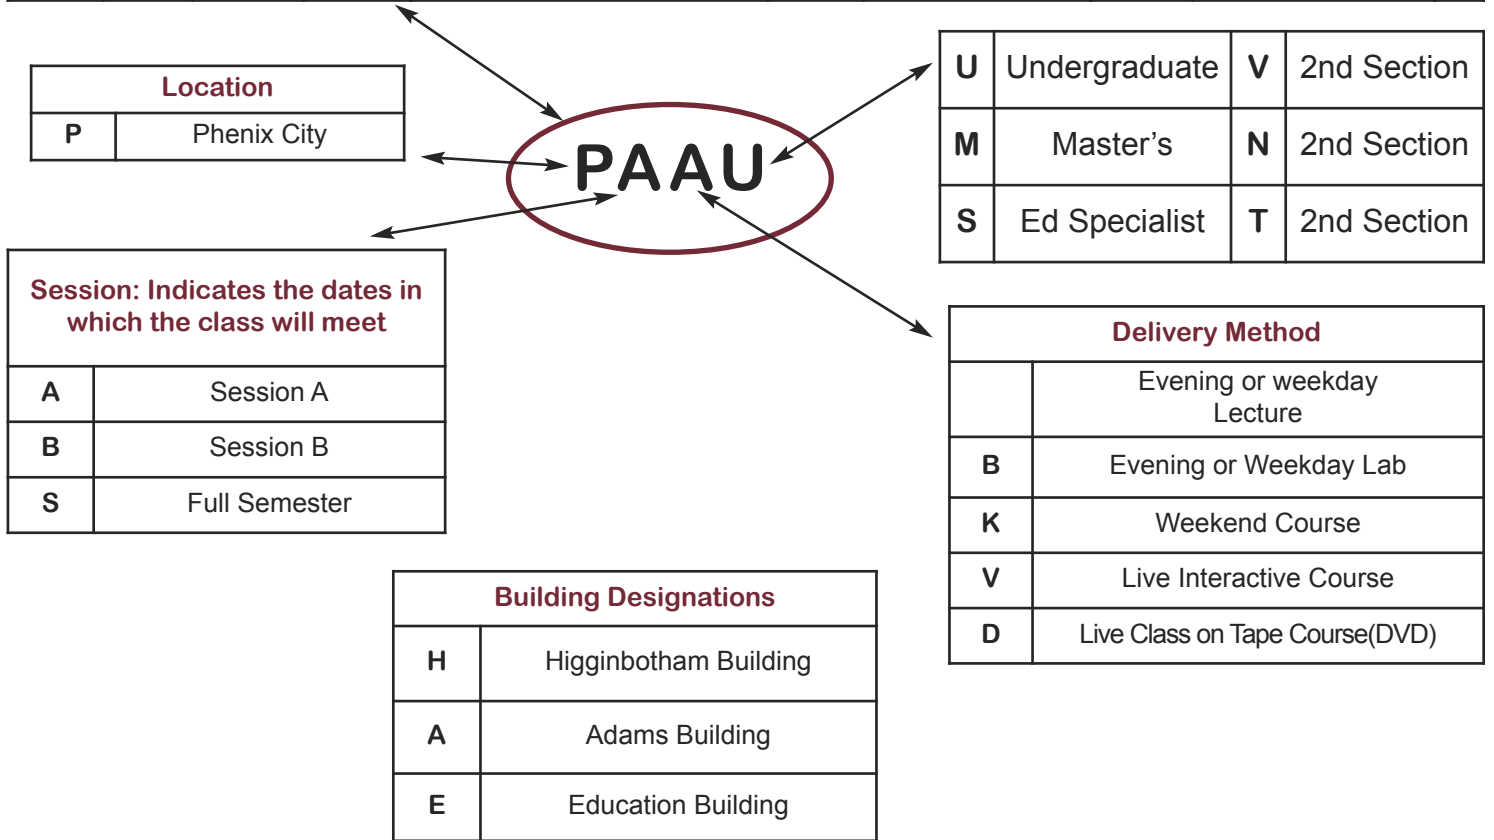 Location
P Phenix City
PAAU
U Undergraduate V 2nd Section
M Master’s N 2nd Section
S Ed Specialist T 2nd Section
Session: Indicates the dates in
which the class will meet
A Session A
B Session B
S Full Semester
Delivery Method
Evening or weekday
Lecture
B Evening or Weekday Lab
K Weekend Course
V Live Interactive Course
D Live Class on Tape Course(DVD)
Building Designations
H Higginbotham Building
A Adams Building
E Education Building